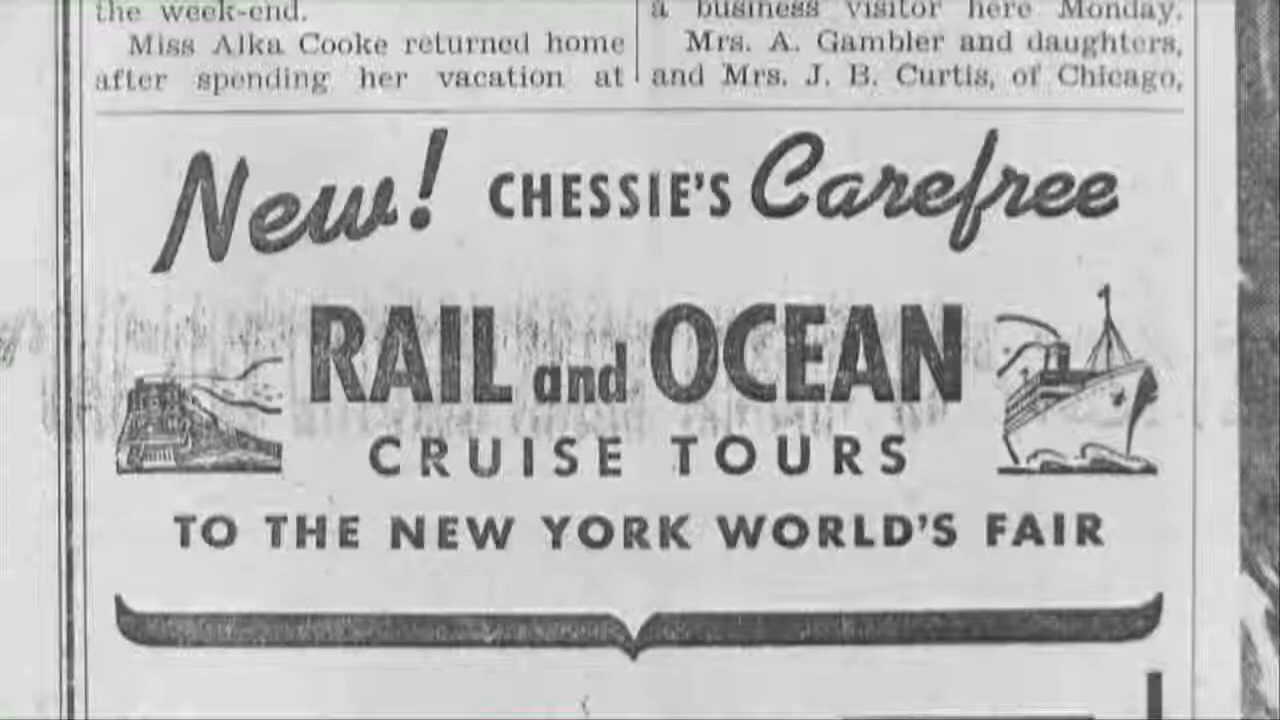 the week-end.
Miss Alka Cooke returned home
after spending her vacation at
a business visitor here Monday.
Mrs. A. Gambler and daughters,
and Mrs. J. B. Curtis, of Chicago,
New! CHESSIE'S Carefree
RAIL and OCEAN
CRUISE TOURS
TO THE NEW YORK WORLD'S FAIR